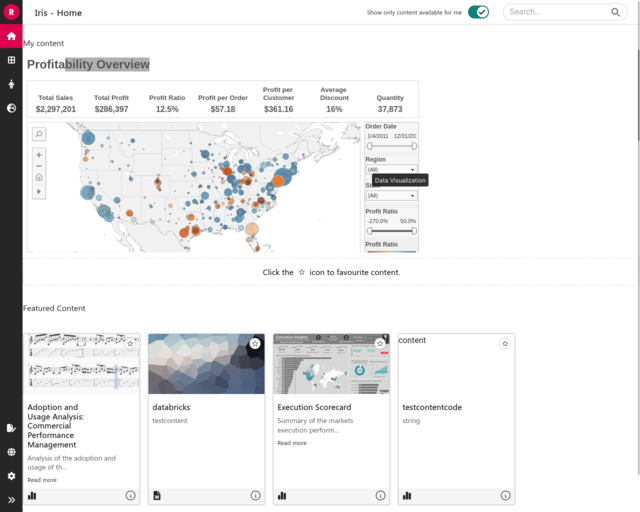 R
Iris - Home
Show only content available for me
Search...
My content
Profitability Overview
Total Sales
$2,297,201
Total Profit
$286,397
Profit Ratio
12.5%
Profit per Order
$57.18
Profit per
Customer
$361.16
Average
Discount
16%
Quantity
37,873
Order Date
1/4/2011
12/31/20
Region
(All)
Data Visualization
(All)
Profit Ratio
-270.0%
50.0%
Profit Ratio
Click the ☆ icon to favourite content.
Featured Content
Adoption and
Usage Analysis:
Commercial
Performance
Management
Analysis of the adoption and
usage of th...
Read more
databricks
testcontent
Executive Insights
Execution Scorecard
Summary of the markets
execution perform...
Read more
content
testcontentcode
string